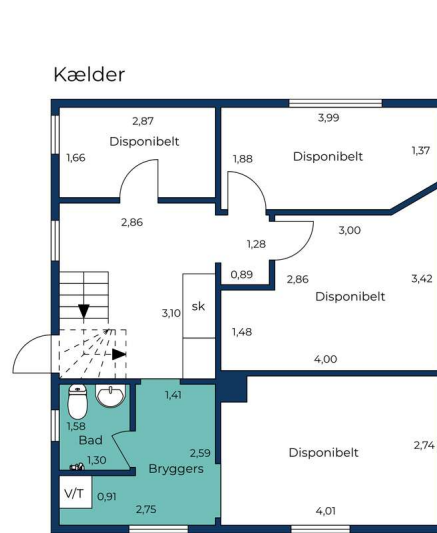 Kælder
2,87
Disponibelt
1,66
3,99
Disponibelt
1,88
1,37
2,86
1,28
0,89
3,00
2,86
3,42
Disponibelt
4,00
1,48
sk
3,10
1,41
1,58
Bad
1,30
2,59
Bryggers
V/T
0,91
2,75
2,74
Disponibelt
4,01